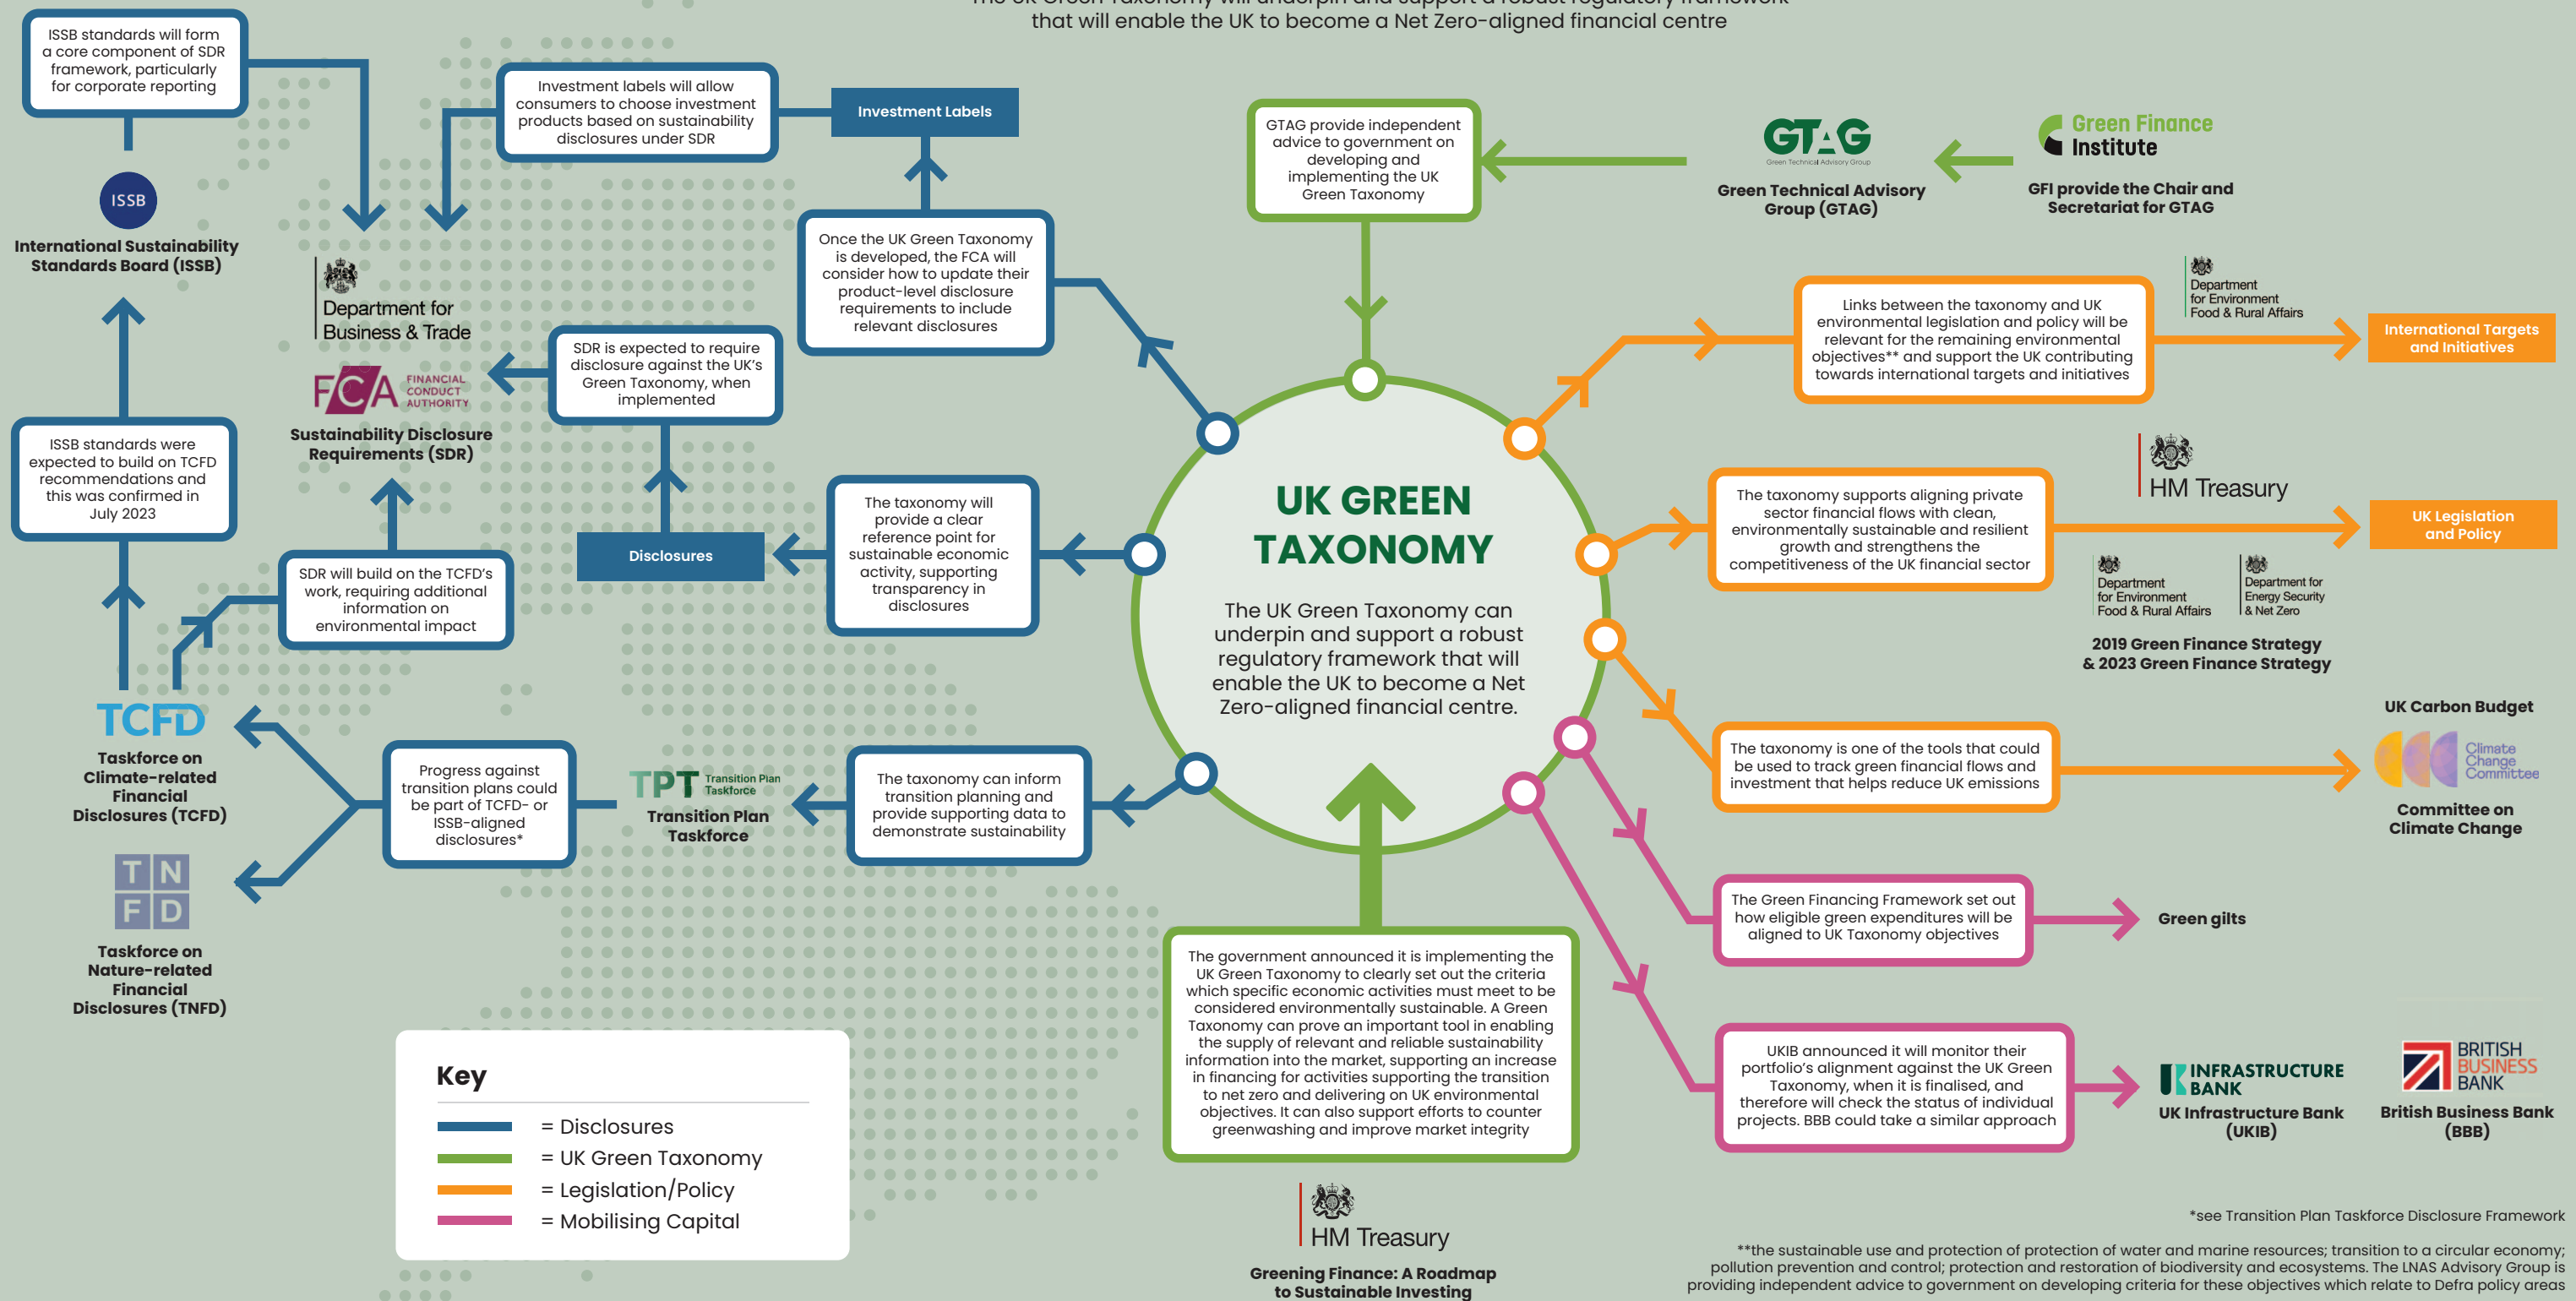 The UK Green Taxonomy will underpin and support a robust regulatory framework
that will enable the UK to become a Net Zero-aligned financial centre
ISSB standards will form
a core component of SDR
framework, particularly
for corporate reporting
ISSB
International Sustainability
Standards Board (ISSB)
Investment labels will allow
consumers to choose investment
products based on sustainability
disclosures under SDR
Investment Labels
Once the UK Green Taxonomy
is developed, the FCA will
consider how to update their
product-level disclosure
requirements to include
relevant disclosures
Department for
Business & Trade
FCA
FINANCIAL
CONDUCT
AUTHORITY
Sustainability Disclosure
Requirements (SDR)
SDR is expected to require
disclosure against the UK's
Green Taxonomy, when
implemented
ISSB standards were
expected to build on TCFD
recommendations and
this was confirmed in
July 2023
SDR will build on the TCFD's
work, requiring additional
information on
environmental impact
Disclosures
The taxonomy will
provide a clear
reference point for
sustainable economic
activity, supporting
transparency in
disclosures
TCFD
Taskforce on
Climate-related
Financial
Disclosures (TCFD)
T N
F D
Taskforce on
Nature-related
Financial
Disclosures (TNFD)
Progress against
transition plans could
be part of TCFD- or
ISSB-aligned
disclosures*
TPT
Transition Plan
Taskforce
Transition Plan
Taskforce
The taxonomy can inform
transition planning and
provide supporting data to
demonstrate sustainability
GTAG provide independent
advice to government on
developing and
implementing the UK
Green Taxonomy
GTAG
Green Technical Advisory Group
Green Technical Advisory
Group (GTAG)
Green Finance
Institute
GFI provide the Chair and
Secretariat for GTAG
UK GREEN
TAXONOMY
The UK Green Taxonomy can
underpin and support a robust
regulatory framework that will
enable the UK to become a Net
Zero-aligned financial centre.
Links between the taxonomy and UK
environmental legislation and policy will be
relevant for the remaining environmental
objectives** and support the UK contributing
towards international targets and initiatives
Department
for Environment
Food & Rural Affairs
International Targets
and Initiatives
The taxonomy supports aligning private
sector financial flows with clean,
environmentally sustainable and resilient
growth and strengthens the
competitiveness of the UK financial sector
HM Treasury
UK Legislation
and Policy
Department
for Environment
Food & Rural Affairs
Department for
Energy Security
& Net Zero
2019 Green Finance Strategy
& 2023 Green Finance Strategy
The taxonomy is one of the tools that could
be used to track green financial flows and
investment that helps reduce UK emissions
UK Carbon Budget
Climate
Change
Committee
Committee on
Climate Change
The Green Financing Framework set out
how eligible green expenditures will be
aligned to UK Taxonomy objectives
Green gilts
UKIB announced it will monitor their
portfolio's alignment against the UK Green
Taxonomy, when it is finalised, and
therefore will check the status of individual
projects. BBB could take a similar approach
INFRASTRUCTURE
BANK
UK Infrastructure Bank
(UKIB)
BRITISH
BUSINESS
BANK
British Business Bank
(BBB)
The government announced it is implementing the
UK Green Taxonomy to clearly set out the criteria
which specific economic activities must meet to be
considered environmentally sustainable. A Green
Taxonomy can prove an important tool in enabling
the supply of relevant and reliable sustainability
information into the market, supporting an increase
in financing for activities supporting the transition
to net zero and delivering on UK environmental
objectives. It can also support efforts to counter
greenwashing and improve market integrity
HM Treasury
Greening Finance: A Roadmap
to Sustainable Investing
Key
= Disclosures
= UK Green Taxonomy
= Legislation/Policy
= Mobilising Capital
*see Transition Plan Taskforce Disclosure Framework
**the sustainable use and protection of protection of water and marine resources; transition to a circular economy;
pollution prevention and control; protection and restoration of biodiversity and ecosystems. The LNAS Advisory Group is
providing independent advice to government on developing criteria for these objectives which relate to Defra policy areas